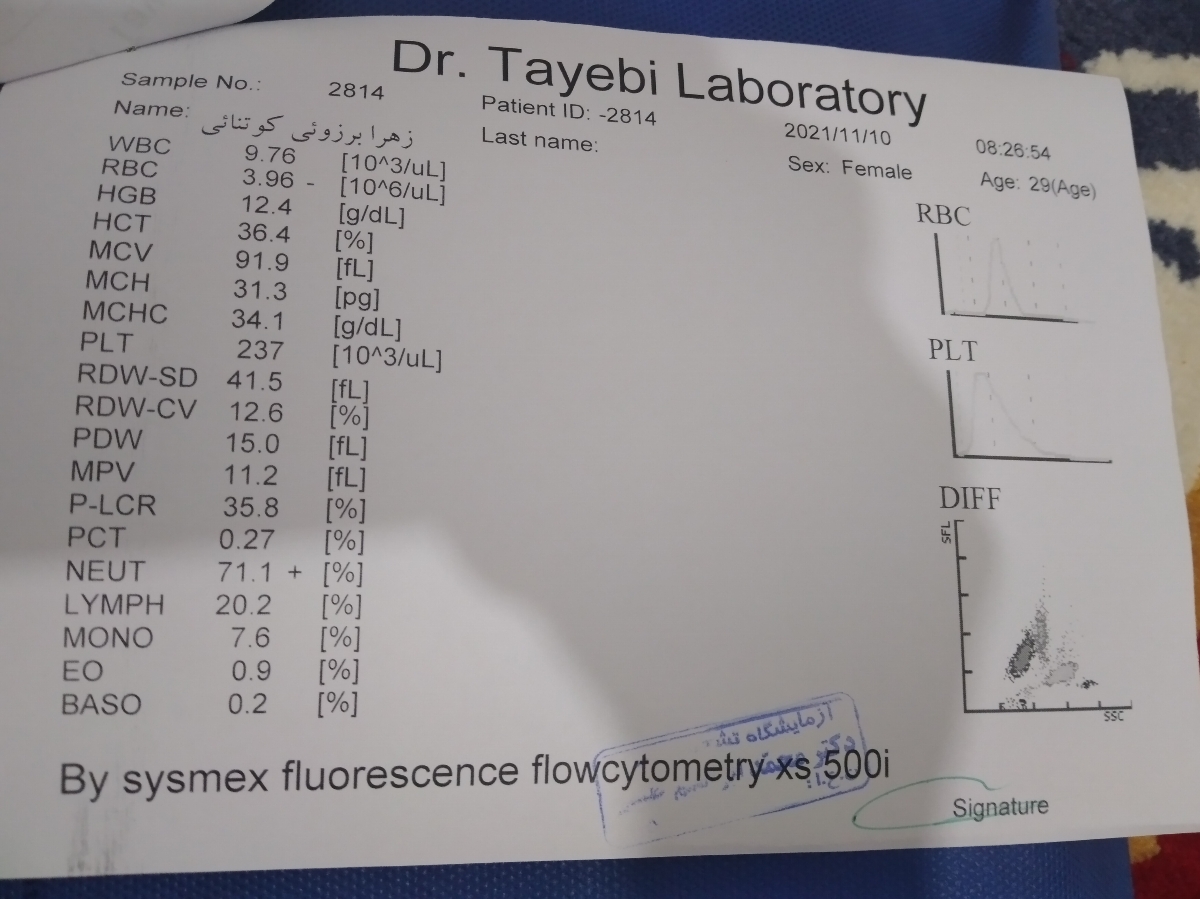 Dr. Tayebi Laboratory
Sample No.: 2814 Patient ID: -2814 2021/11/10 08:26:54
Name: زهرا برزوئی کوتنائی Last name: Sex: Female Age: 29(Age)
WBC 9.76 [10^3/uL]
RBC 3.96 - [10^6/uL]
HGB 12.4 [g/dL]
HCT 36.4 [%]
MCV 91.9 [fL]
MCH 31.3 [pg]
MCHC 34.1 [g/dL]
PLT 237 [10^3/uL]
RDW-SD 41.5 [fL]
RDW-CV 12.6 [%]
PDW 15.0 [fL]
MPV 11.2 [fL]
P-LCR 35.8 [%]
PCT 0.27 [%]
NEUT 71.1 + [%]
LYMPH 20.2 [%]
MONO 7.6 [%]
EO 0.9 [%]
BASO 0.2 [%]
RBC
PLT
DIFF
SFL
SSC
آزمایشگاه
دکتر
By sysmex fluorescence flowcytometry xs 500i
Signature